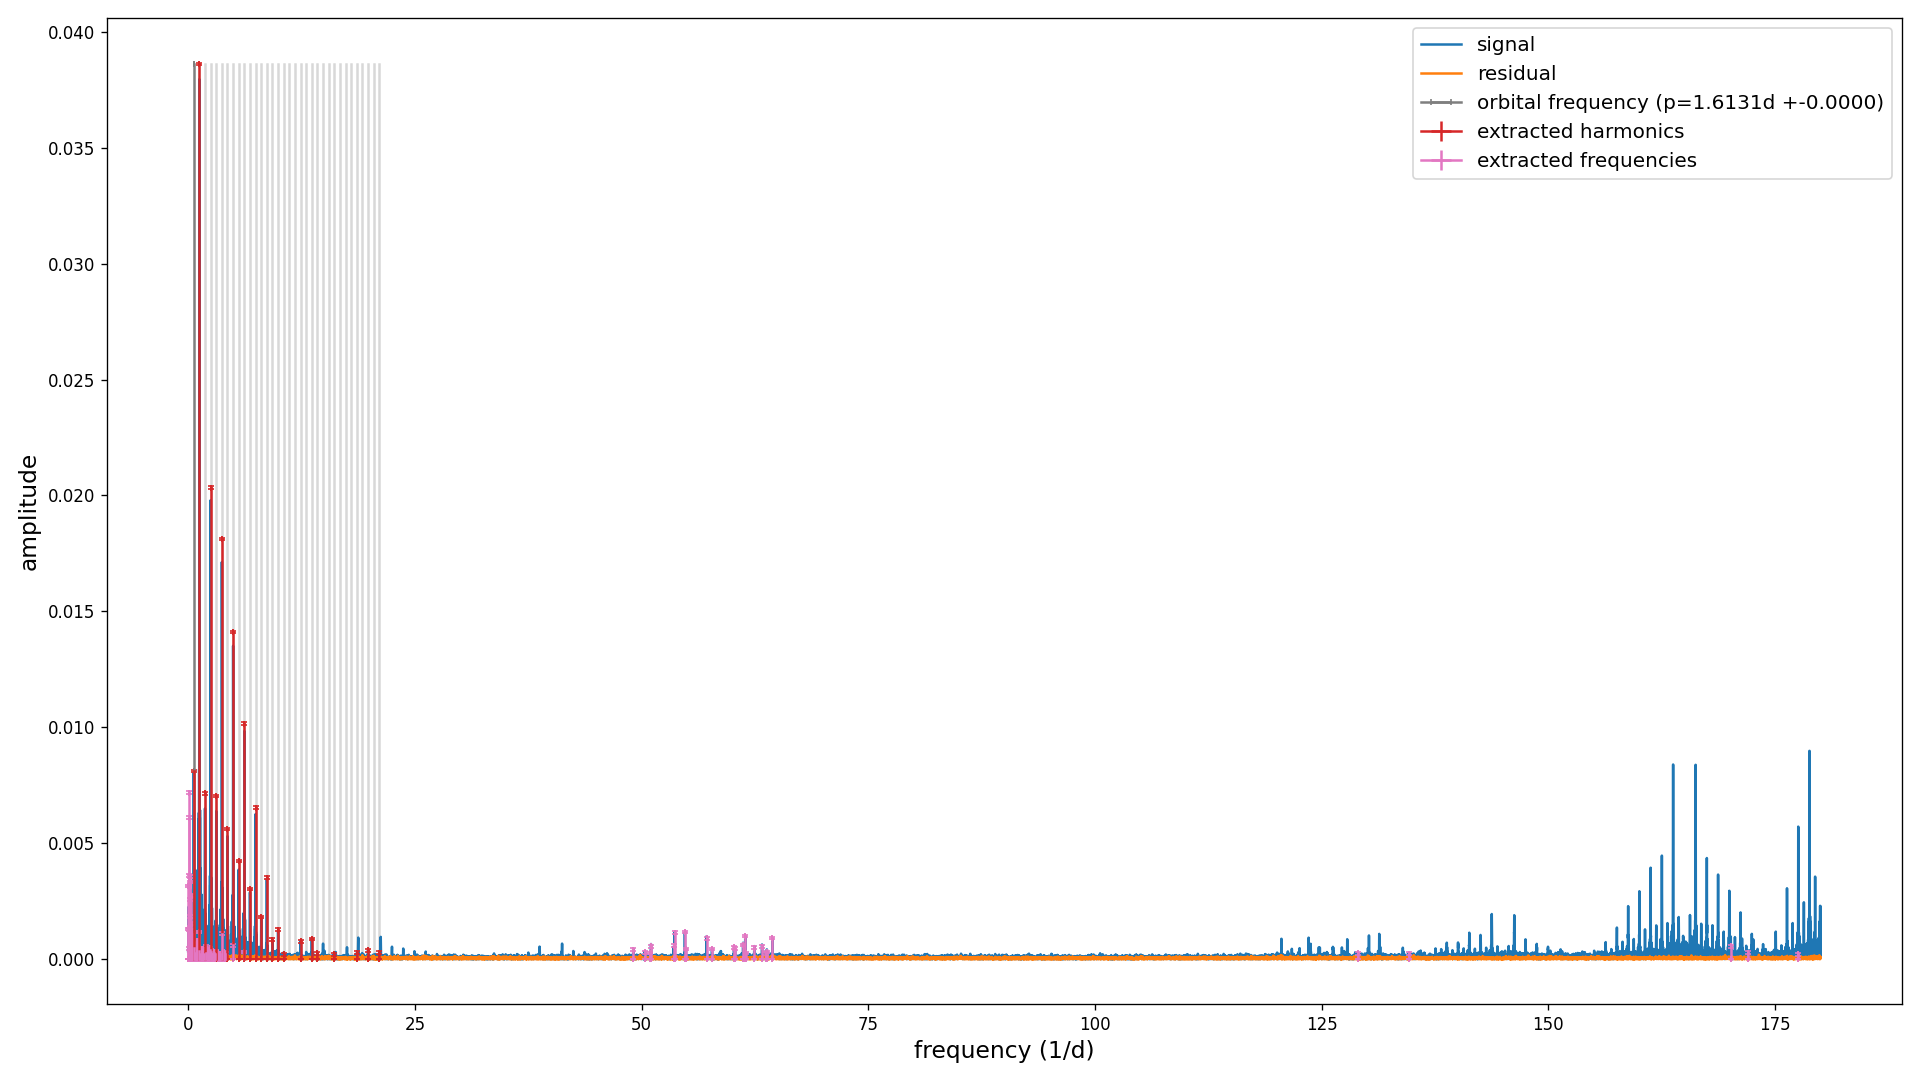 0.040
0.035
0.030
0.025
0.020
0.015
0.010
0.005
0.000
amplitude
0
25
50
75
100
125
150
175
frequency (1/d)
signal
residual
orbital frequency (p=1.6131d +-0.0000)
extracted harmonics
extracted frequencies